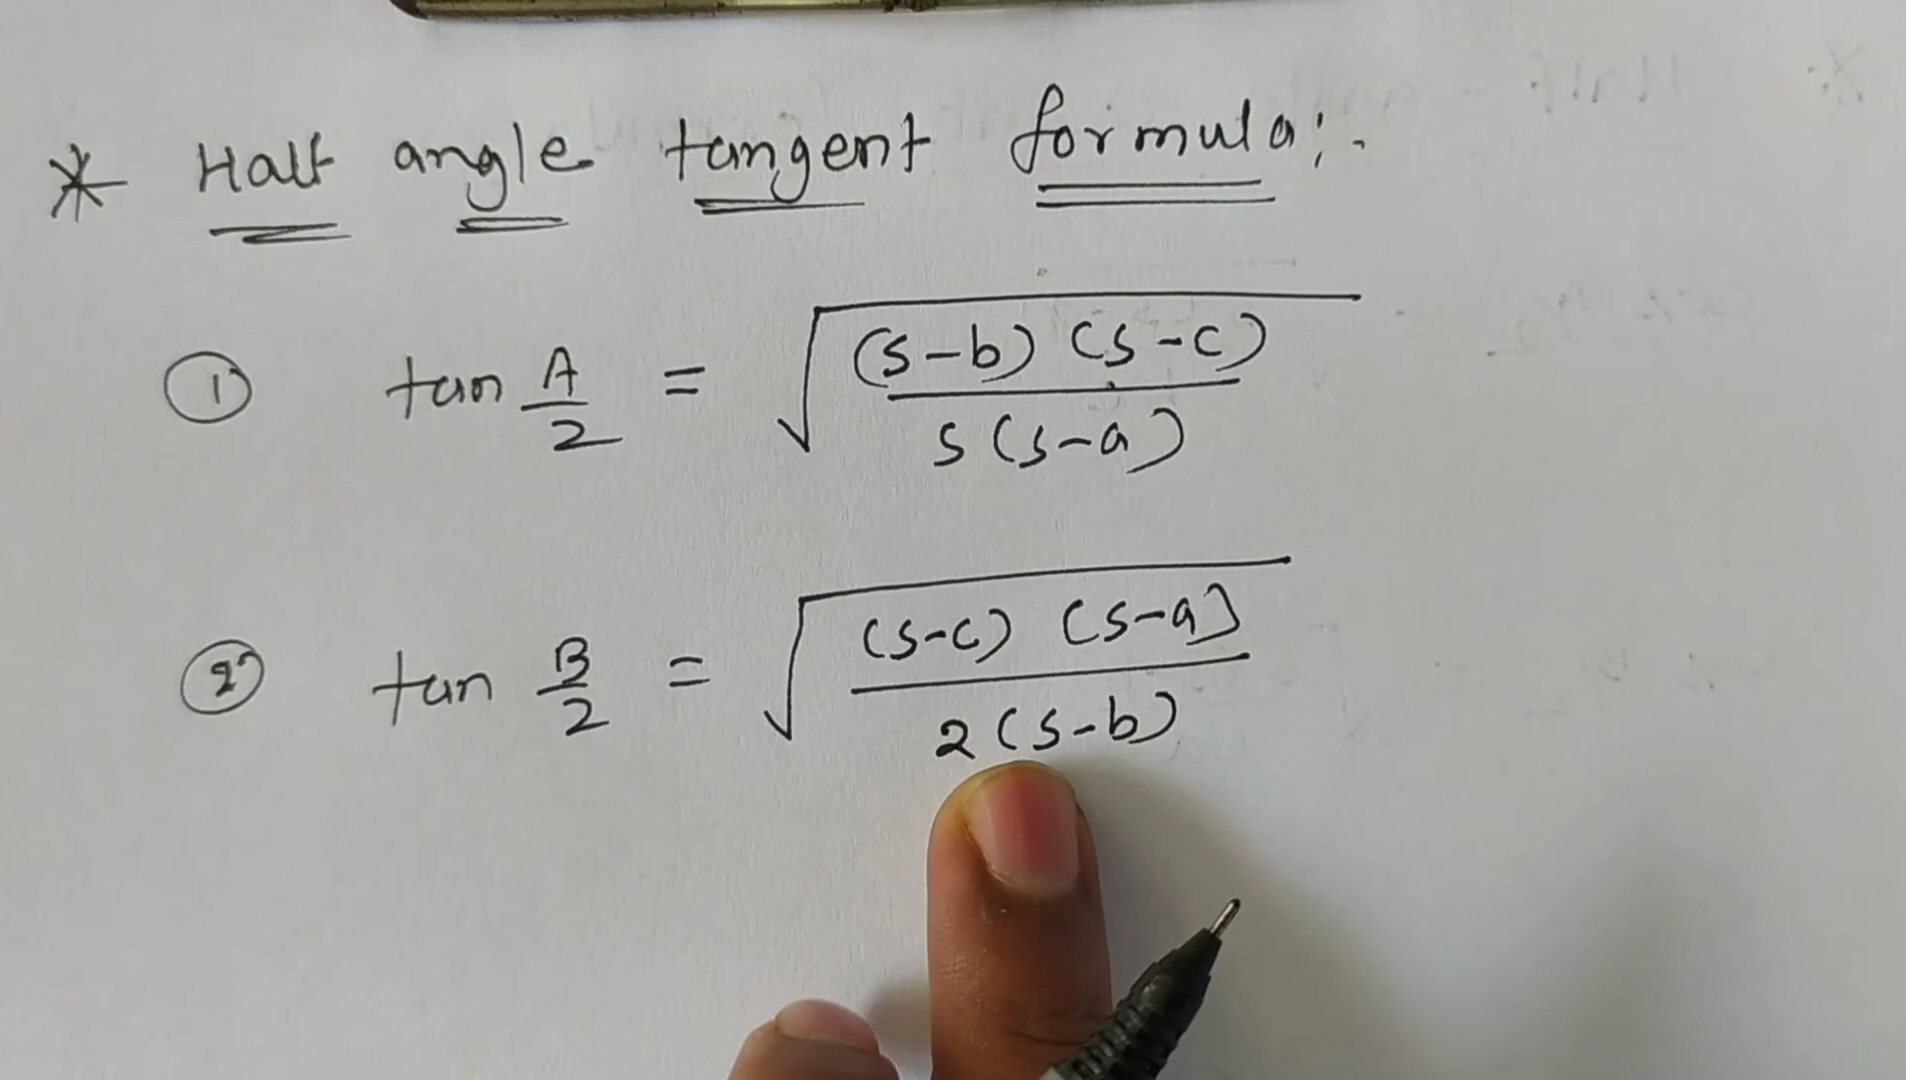 * Half angle tangent formula:-
① tan A/2 = √((s-b) (s-c) / s(s-a))
② tan B/2 = √((s-c) (s-a) / 2(s-b))